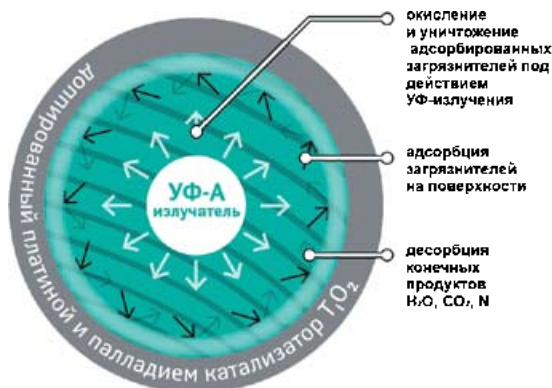 окисление
и уничтожение
адсорбированных
загрязнителей под
действием
УФ-излучения
адсорбция
загрязнителей
на поверхности
десорбция
конечных
продуктов
H₂O, CO₂, N
УФ-А
излучатель
допированный платиной и палладием катализатор TiO₂